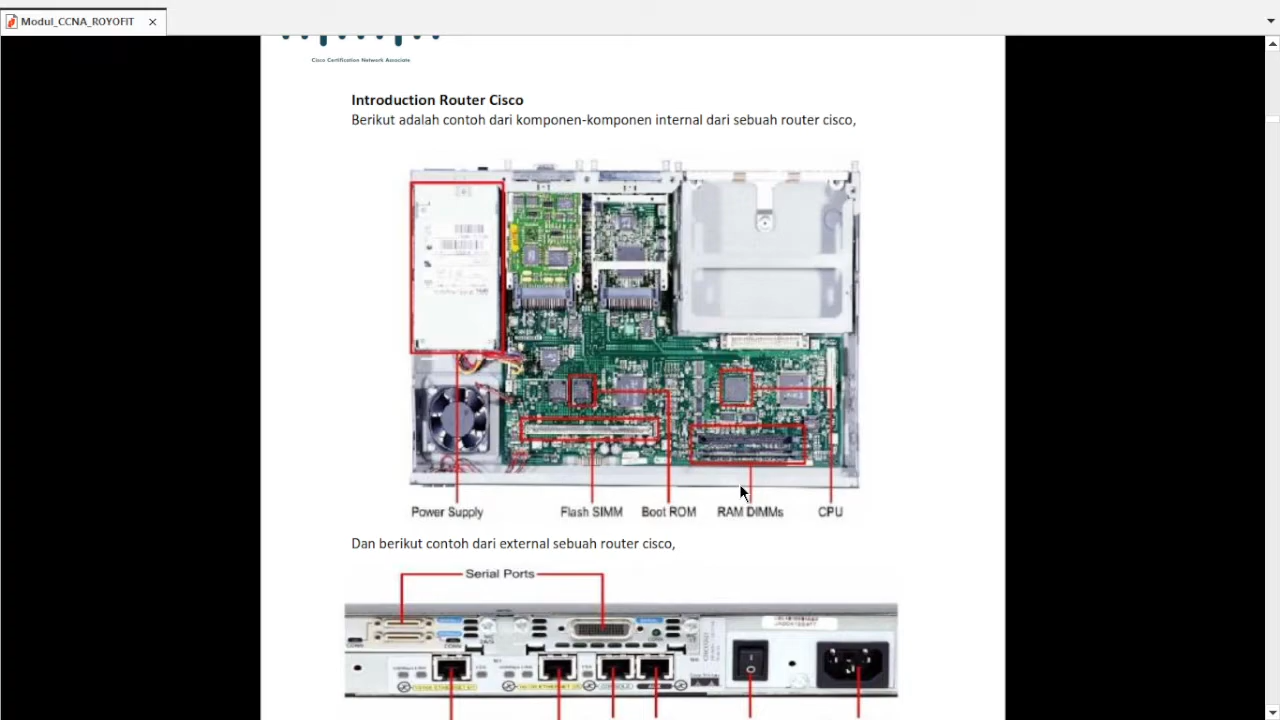 Modul_CCNA_ROYOFIT
Cisco Certification Network Associate
Introduction Router Cisco
Berikut adalah contoh dari komponen-komponen internal dari sebuah router cisco,
Power Supply
Flash SIMM
Boot ROM
RAM DIMMs
CPU
Dan berikut contoh dari external sebuah router cisco,
Serial Ports